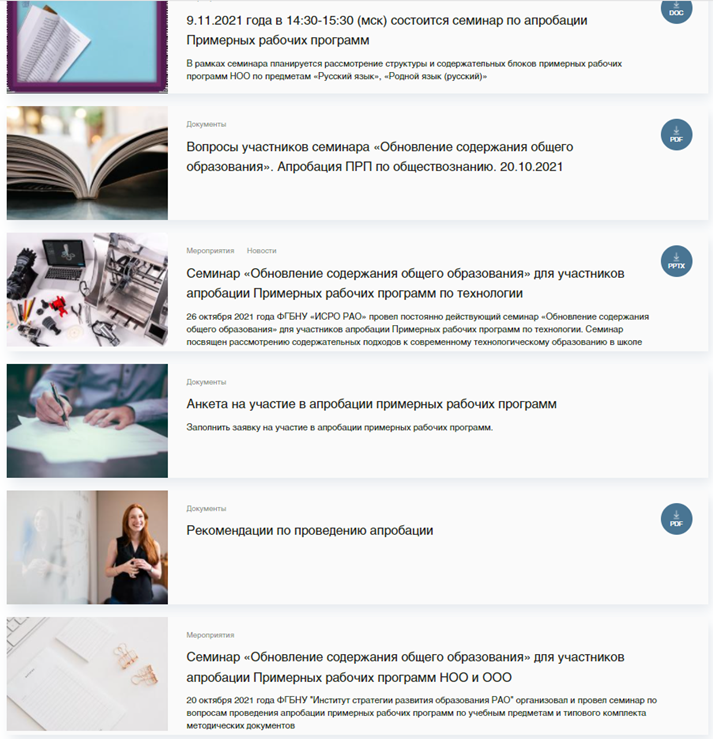 9.11.2021 года в 14:30-15:30 (мск) состоится семинар по апробации
Примерных рабочих программ
DOC
В рамках семинара планируется рассмотрение структуры и содержательных блоков примерных рабочих
программ НОО по предметам «Русский язык», «Родной язык (русский)»
Документы
PDF
Вопросы участников семинара «Обновление содержания общего
образования». Апробация ПРП по обществознанию. 20.10.2021
Мероприятия Новости
PPTX
Семинар «Обновление содержания общего образования» для участников
апробации Примерных рабочих программ по технологии
26 октября 2021 года ФГБНУ «ИСРО РАО» провел постоянно действующий семинар «Обновление содержания
общего образования» для участников апробации Примерных рабочих программ по технологии. Семинар
посвящен рассмотрению содержательных подходов к современному технологическому образованию в школе
Документы
Анкета на участие в апробации примерных рабочих программ
Заполнить заявку на участие в апробации примерных рабочих программ.
Документы
PDF
Рекомендации по проведению апробации
Мероприятия
Семинар «Обновление содержания общего образования» для участников
апробации Примерных рабочих программ НОО и ООО
20 октября 2021 года ФГБНУ "Институт стратегии развития образования РАО" организовал и провел семинар по
вопросам проведения апробации примерных рабочих программ по учебным предметам и типового комплекта
методических документов